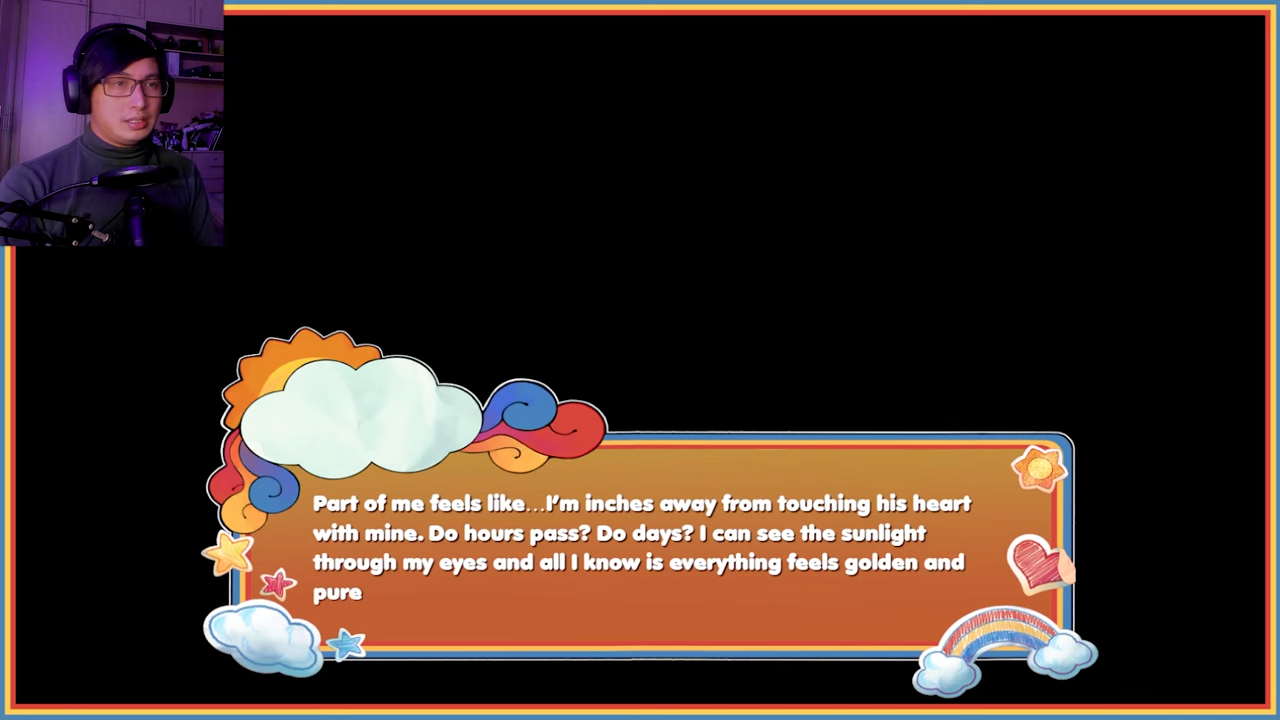 Part of me feels like...I'm inches away from touching his heart
with mine. Do hours pass? Do days? I can see the sunlight
through my eyes and all I know is everything feels golden and
pure